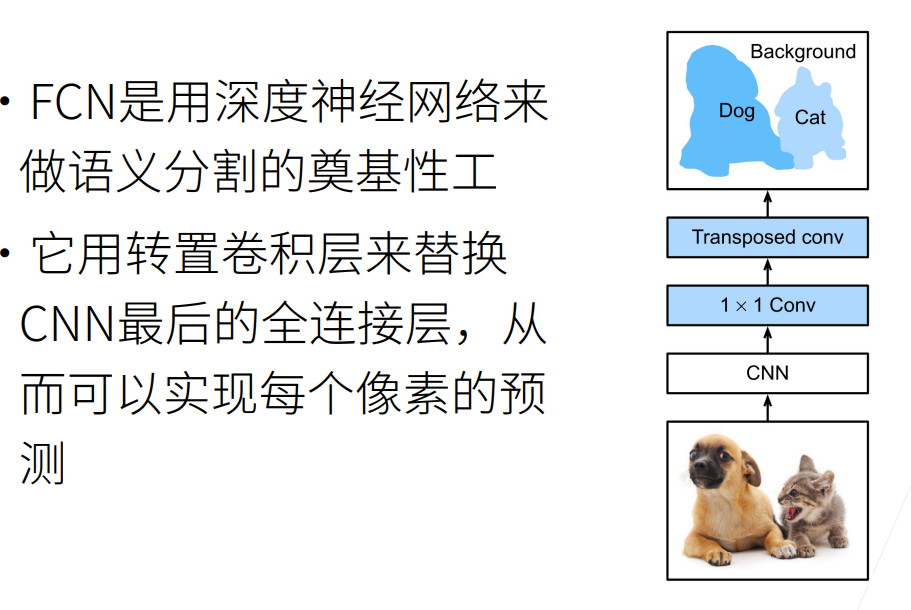 • FCN是用深度神经网络来
做语义分割的奠基性工
• 它用转置卷积层来替换
CNN最后的全连接层，从
而可以实现每个像素的预
测
Background
Dog
Cat
Transposed conv
1 × 1 Conv
CNN